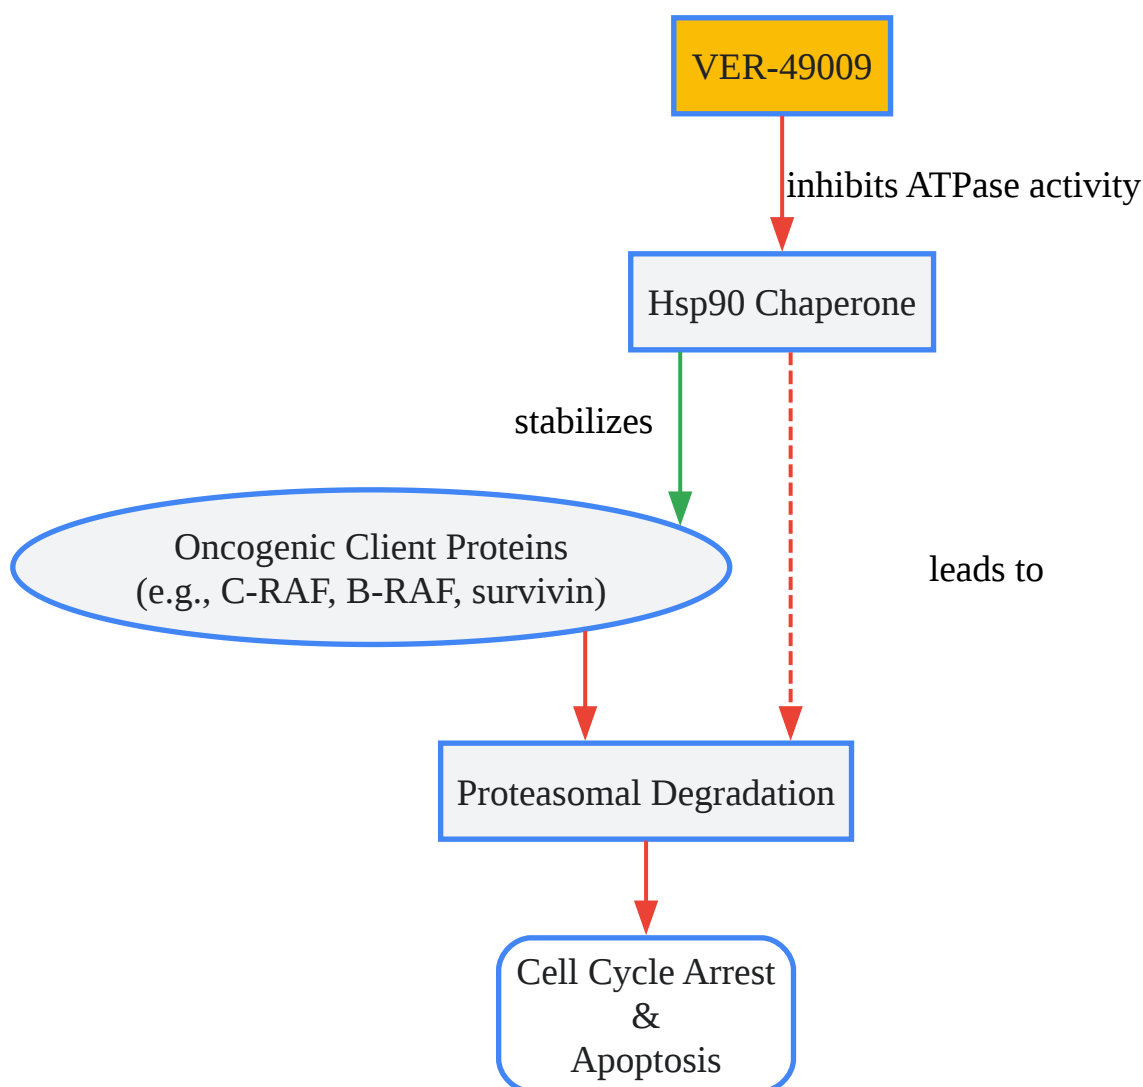 VER-49009
inhibits ATPase activity
Hsp90 Chaperone
stabilizes
Oncogenic Client Proteins
(e.g., C-RAF, B-RAF, survivin)
leads to
Proteasomal Degradation
Cell Cycle Arrest
&
Apoptosis